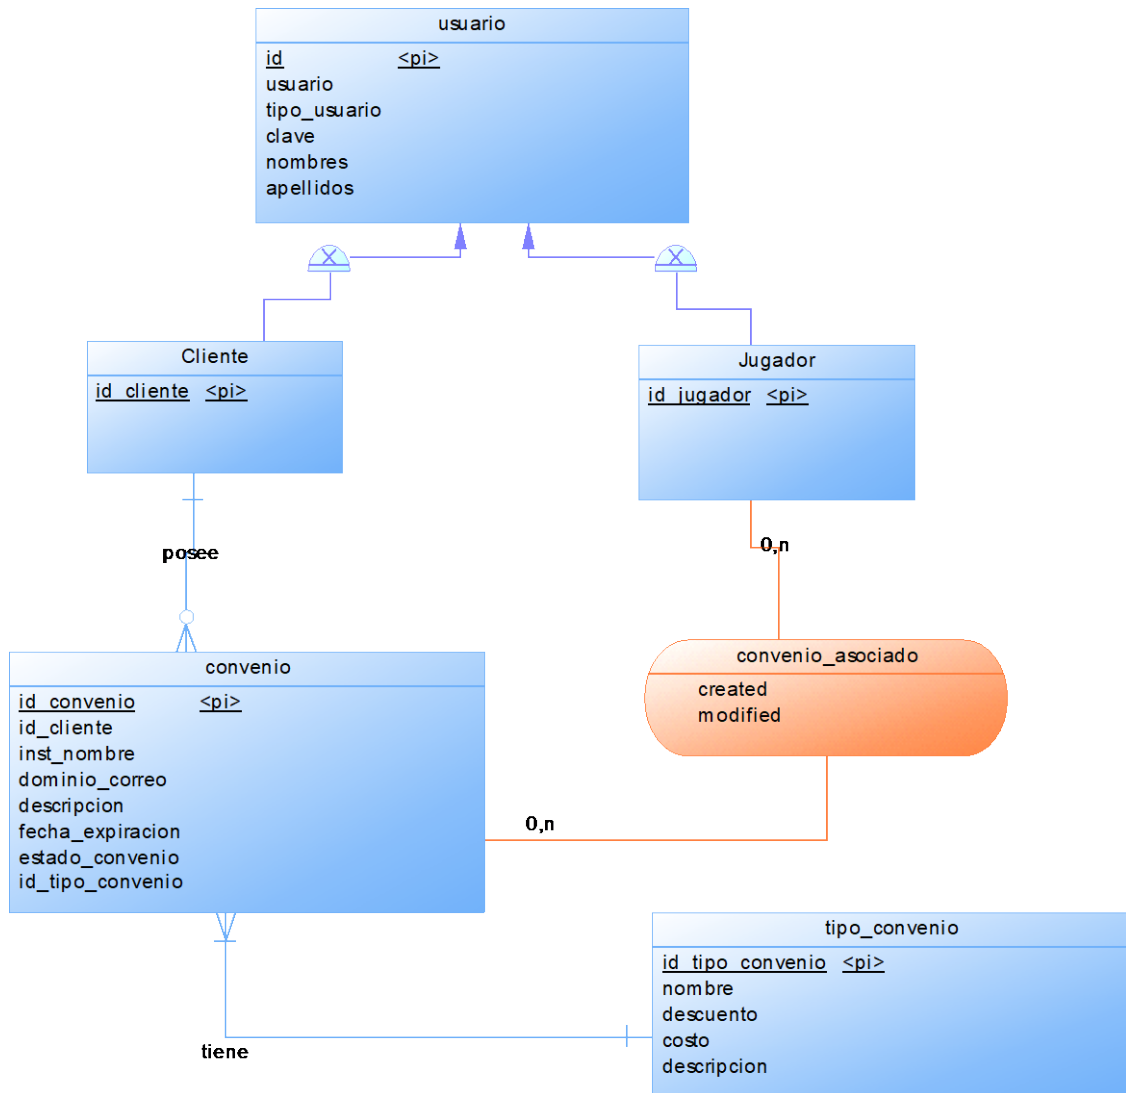 usuario
id <pi>
usuario
tipo_usuario
clave
nombres
apellidos
X
X
Cliente
id_cliente <pi>
Jugador
id_jugador <pi>
posee
0,n
convenio_asociado
created
modified
convenio
id_convenio <pi>
id_cliente
inst_nombre
dominio_correo
descripcion
fecha_expiracion
estado_convenio
id_tipo_convenio
0,n
tipo_convenio
id_tipo_convenio <pi>
nombre
descuento
costo
descripcion
tiene